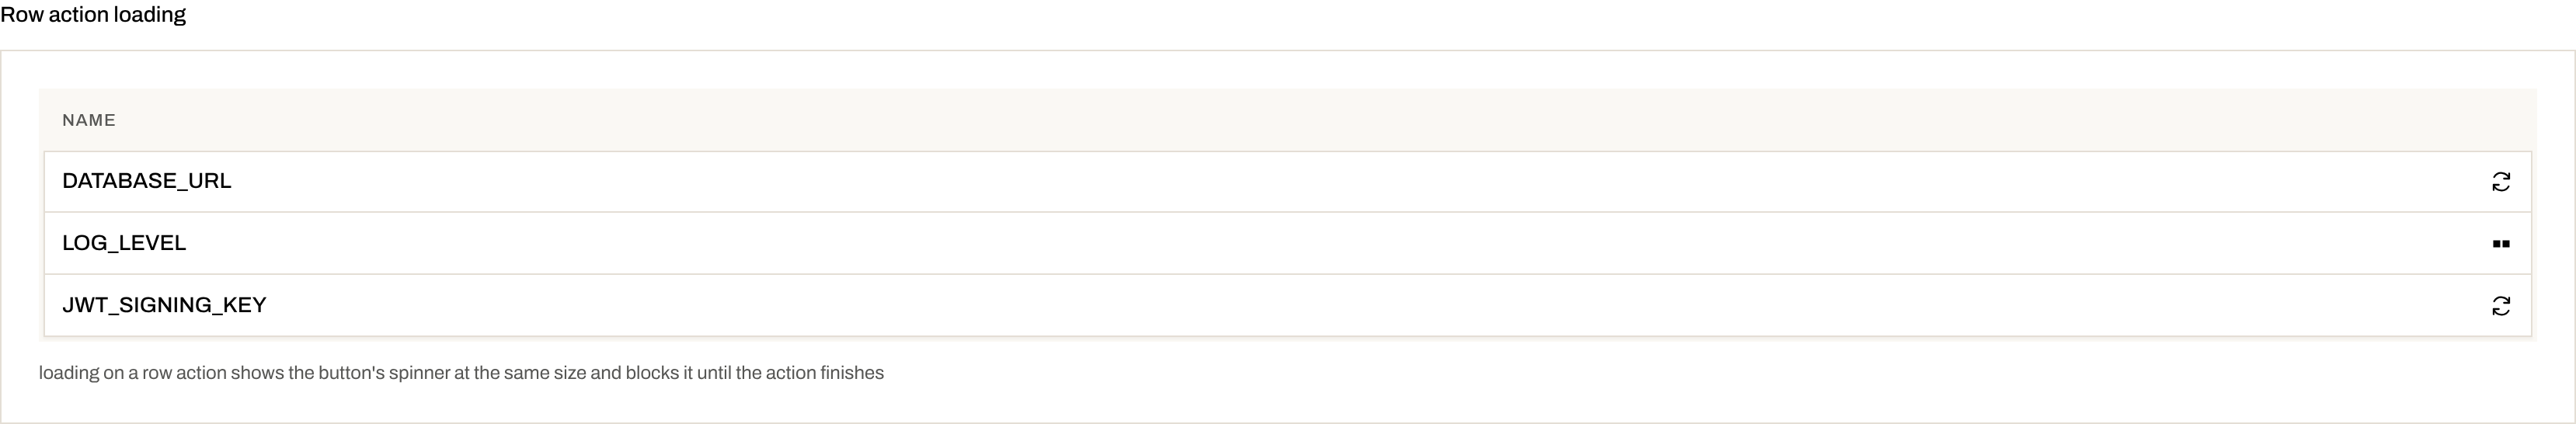 Row action loading
NAME
DATABASE_URL
LOG_LEVEL
JWT_SIGNING_KEY
loading on a row action shows the button's spinner at the same size and blocks it until the action finishes